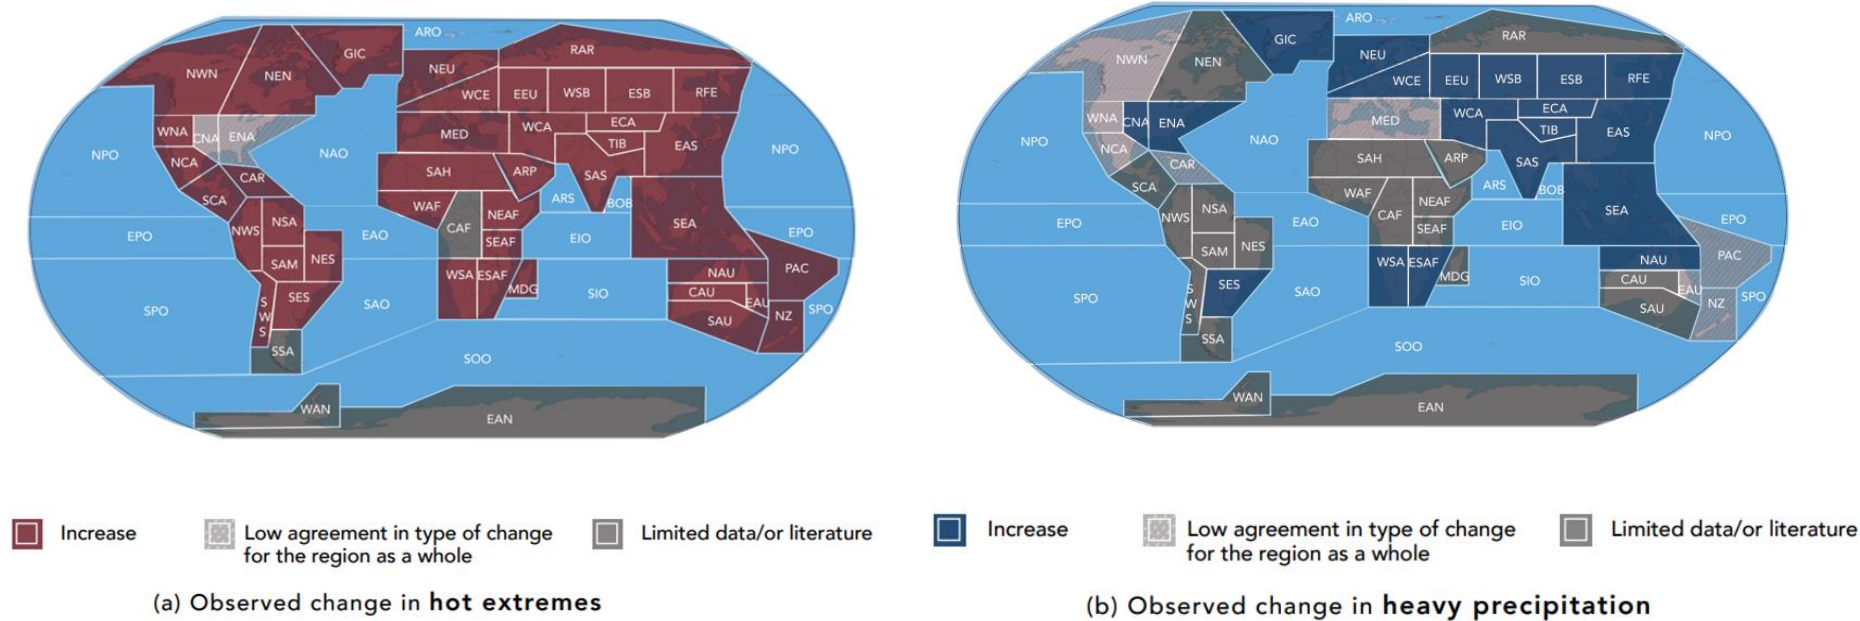 ARO
GIC
RAR
NWN
NEN
NEU
WCE
EEU
WSB
ESB
RFE
WNA
CNA
ENA
MED
WCA
ECA
TIB
EAS
NPO
NCA
NAO
NPO
CAR
SAH
ARP
SAS
SCA
WAF
NEAF
ARS
BOB
NWS
NSA
CAF
SEA
EPO
EAO
SEAF
EIO
EPO
SAM
NES
WSA
ESAF
NAU
PAC
SES
MDG
SIO
CAU
EAU
SPO
SWS
SAO
SAU
NZ
SPO
SSA
SOO
WAN
EAN
Increase
Low agreement in type of change
for the region as a whole
Limited data/or literature
(a) Observed change in hot extremes
ARO
GIC
RAR
NWN
NEN
NEU
WCE
EEU
WSB
ESB
RFE
WNA
CNA
ENA
MED
WCA
ECA
TIB
EAS
NPO
NCA
NAO
NPO
CAR
SAH
ARP
SAS
SCA
WAF
NEAF
ARS
BOB
NWS
NSA
CAF
SEA
EPO
EAO
SEAF
EIO
EPO
SAM
NES
WSA
ESAF
NAU
PAC
SES
MDG
SIO
CAU
EAU
SPO
SWS
SAO
SAU
NZ
SPO
SSA
SOO
WAN
EAN
Increase
Low agreement in type of change
for the region as a whole
Limited data/or literature
(b) Observed change in heavy precipitation